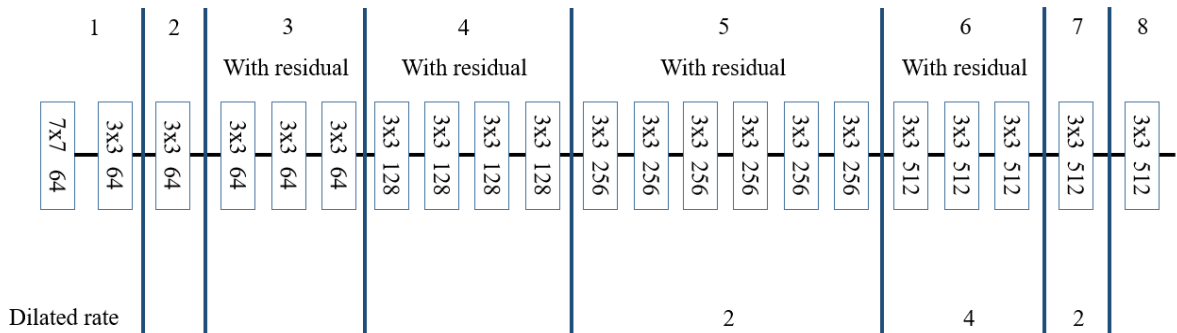 1 2 3 4 5 6 7 8
With residual With residual With residual With residual
7x7 64
3x3 64
3x3 64
3x3 64
3x3 64
3x3 64
3x3 128
3x3 128
3x3 128
3x3 128
3x3 256
3x3 256
3x3 256
3x3 256
3x3 256
3x3 256
3x3 512
3x3 512
3x3 512
3x3 512
3x3 512
Dilated rate 2 4 2